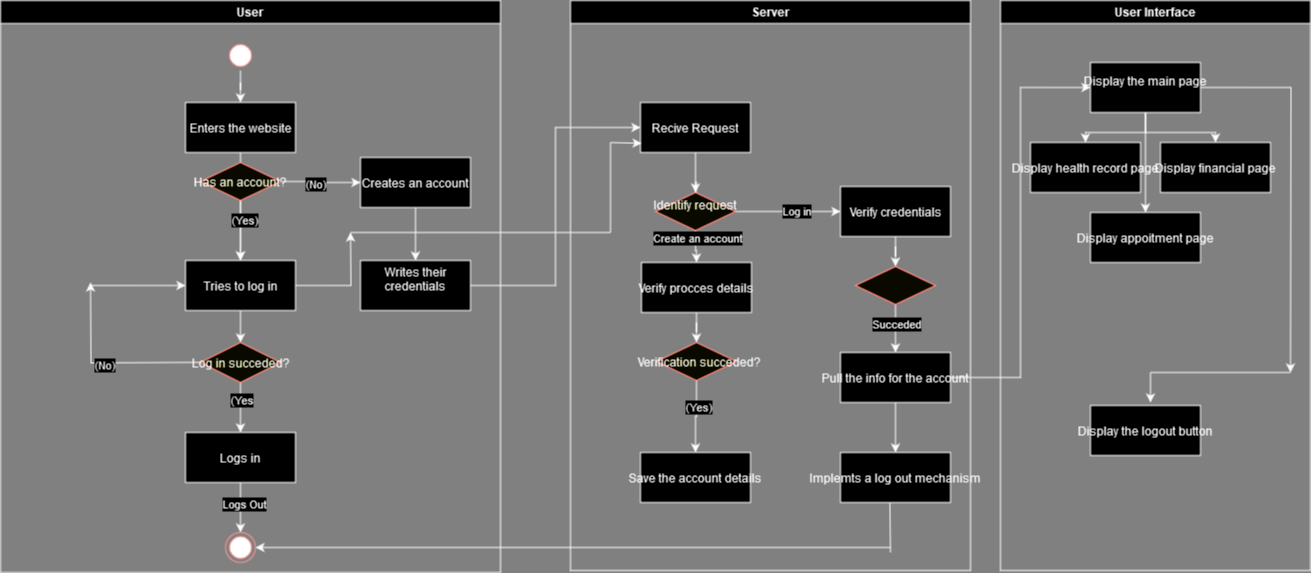 User
Enters the website
Has an account?
(No)
Creates an account
(Yes)
Tries to log in
Writes their
credentials
Log in succeded?
(No)
(Yes
Logs in
Logs Out
Server
Recive Request
Identify request
Log in
Verify credentials
Create an account
Verify procces details
Succeded
Verification succeded?
Pull the info for the account
(Yes)
Save the account details
Implemts a log out mechanism
User Interface
Display the main page
Display health record page
Display financial page
Display appoitment page
Display the logout button